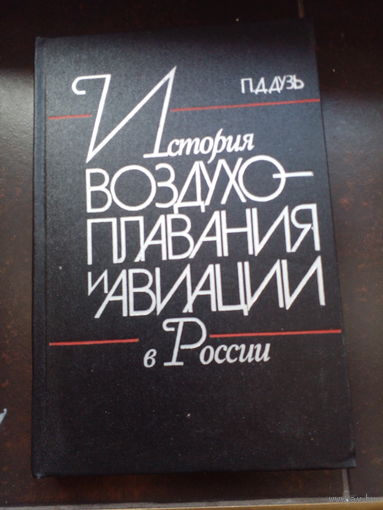 П.Д. ДУЗЬ
История
ВОЗДУХО-
ПЛАВАНИЯ
и АВИАЦИИ
в России